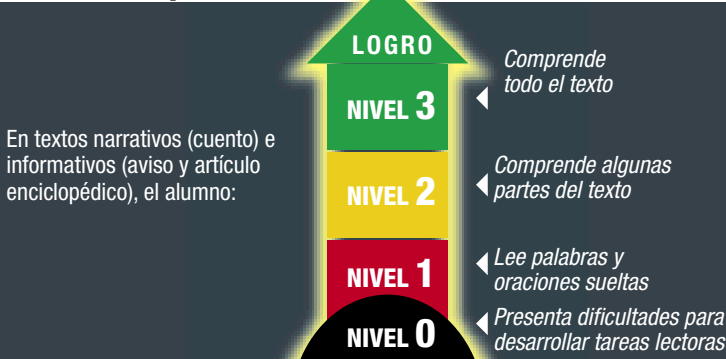 LOGRO
NIVEL 3
Comprende
todo el texto
En textos narrativos (cuento) e
informativos (aviso y artículo
enciclopédico), el alumno:
NIVEL 2
Comprende algunas
partes del texto
NIVEL 1
Lee palabras y
oraciones sueltas
NIVEL 0
Presenta dificultades para
desarrollar tareas lectoras